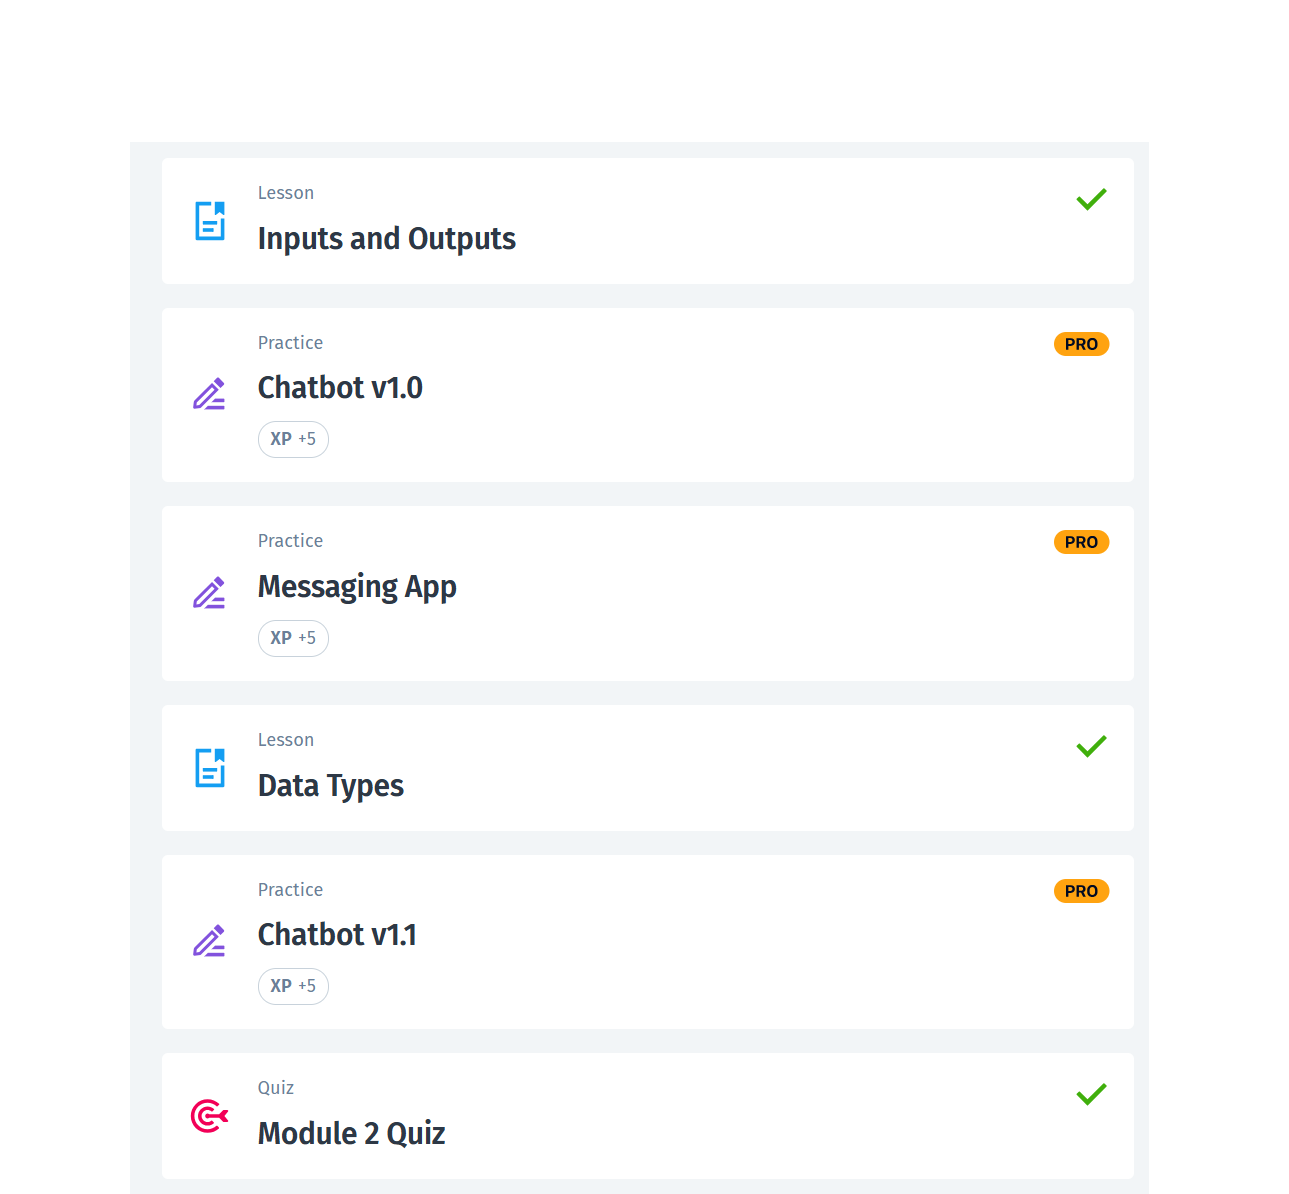 Lesson
Inputs and Outputs
Practice
PRO
Chatbot v1.0
XP +5
Practice
PRO
Messaging App
XP +5
Lesson
Data Types
Practice
PRO
Chatbot v1.1
XP +5
Quiz
Module 2 Quiz